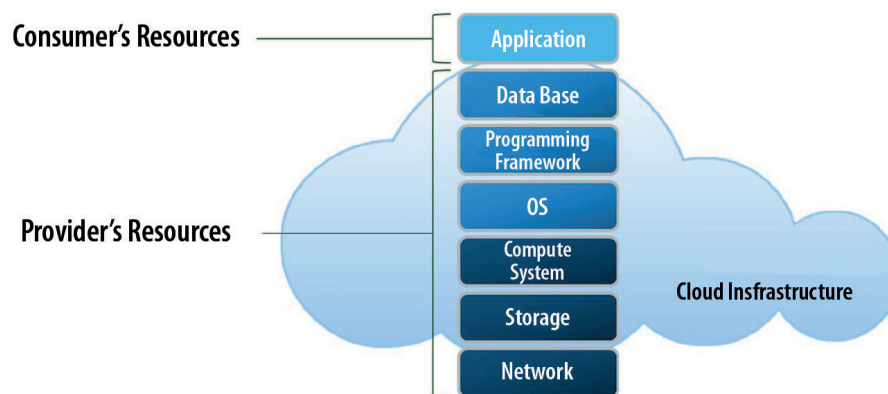 Consumer's Resources
Application
Data Base
Programming
Framework
OS
Provider's Resources
Compute
System
Cloud Insfrastructure
Storage
Network